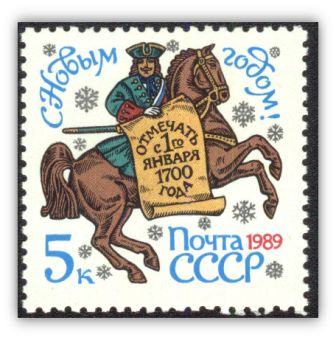 С Новым годом!
ОТМЕЧАТЬ
с 1го
ЯНВАРЯ
1700
ГОДА
5к
Почта 1989
СССР